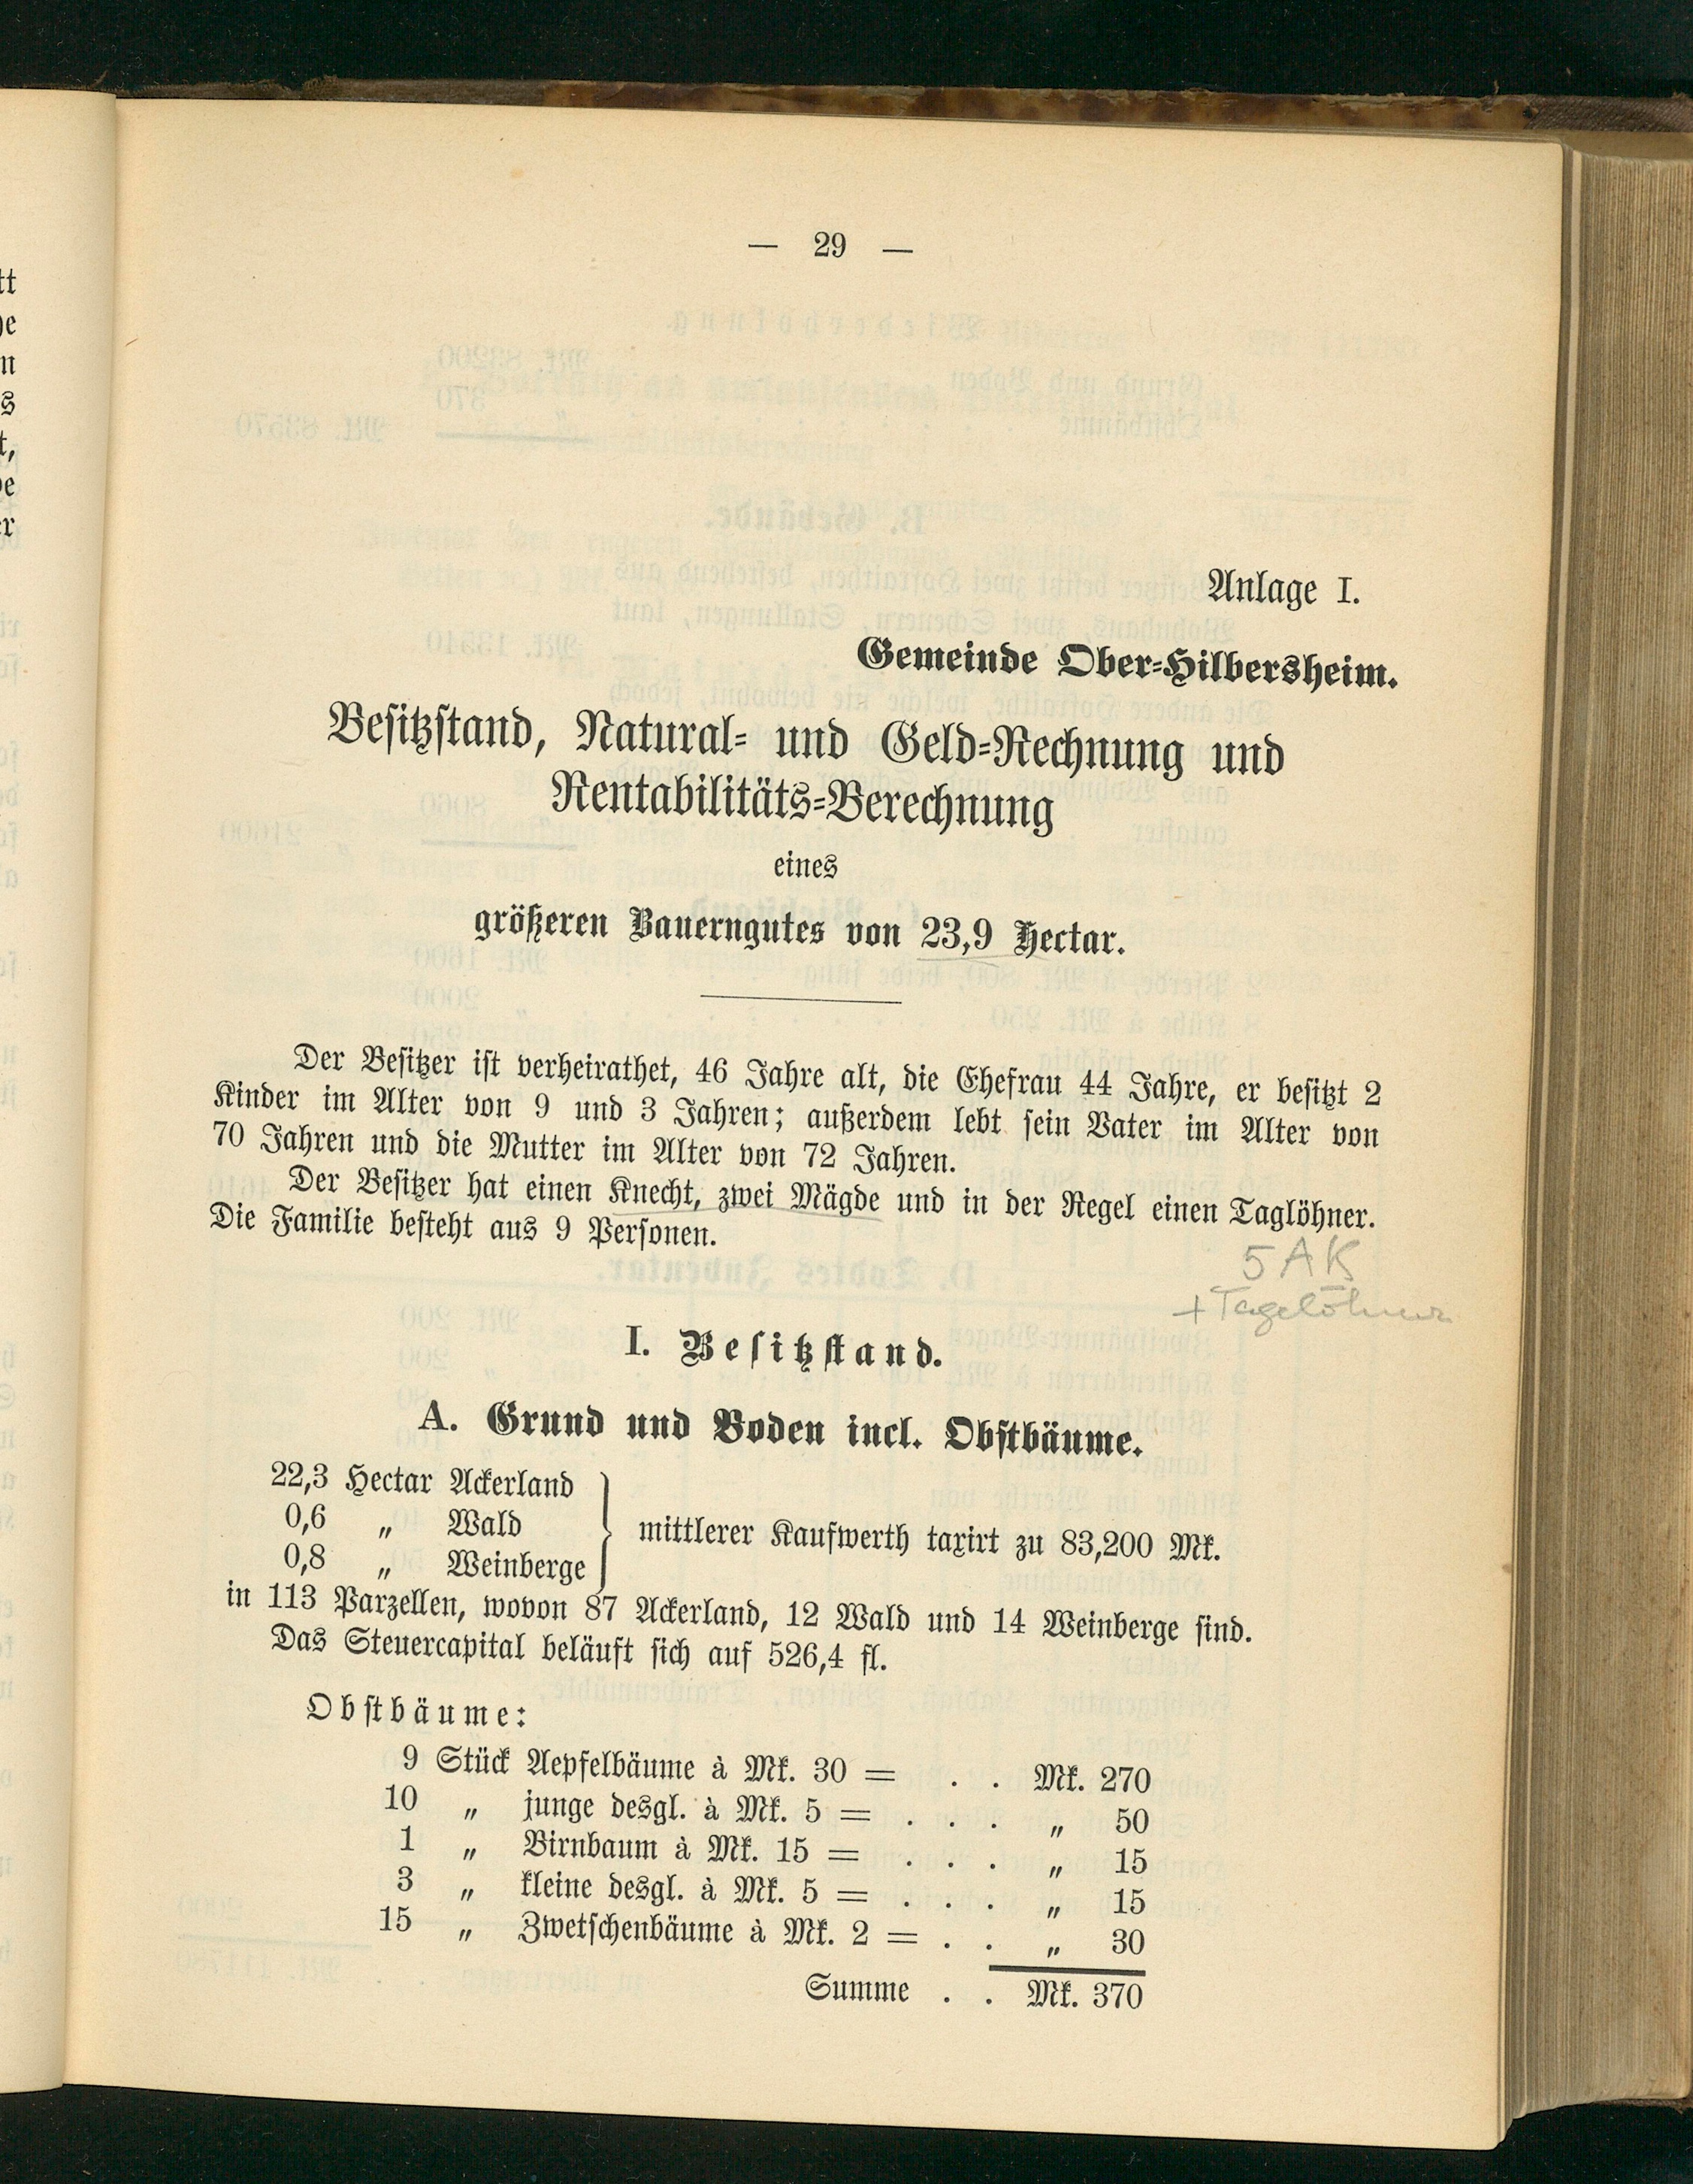 — 29 —
Anlage I.
Gemeinde Ober-Hilbersheim.
Besitzstand, Natural- und Geld-Rechnung und
Rentabilitäts-Berechnung
eines
größeren Bauerngutes von 23,9 Hectar.
Der Besitzer ist verheirathet, 46 Jahre alt, die Ehefrau 44 Jahre, er besitzt 2
Kinder im Alter von 9 und 3 Jahren; außerdem lebt sein Vater im Alter von
70 Jahren und die Mutter im Alter von 72 Jahren.
Der Besitzer hat einen Knecht, zwei Mägde und in der Regel einen Taglöhner.
Die Familie besteht aus 9 Personen.
5 AK
+ Tagelöhner
I. Besitzstand.
A. Grund und Boden incl. Obstbäume.
22,3 Hectar Ackerland
0,6 „ Wald } mittlerer Kaufwerth taxirt zu 83,200 Mk.
0,8 „ Weinberge
in 113 Parzellen, wovon 87 Ackerland, 12 Wald und 14 Weinberge sind.
Das Steuercapital beläuft sich auf 526,4 fl.
Obstbäume:
9 Stück Aepfelbäume à Mk. 30 = . . Mk. 270
10 „ junge desgl. à Mk. 5 = . . . „ 50
1 „ Birnbaum à Mk. 15 = . . . „ 15
3 „ kleine desgl. à Mk. 5 = . . . „ 15
15 „ Zwetschenbäume à Mk. 2 = . . „ 30
Summe . . Mk. 370